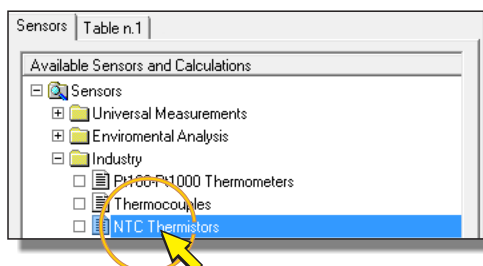 Sensors Table n.1
Available Sensors and Calculations
Sensors
Universal Measurements
Enviromental Analysis
Industry
Pt100-Pt1000 Thermometers
Thermocouples
NTC Thermistors